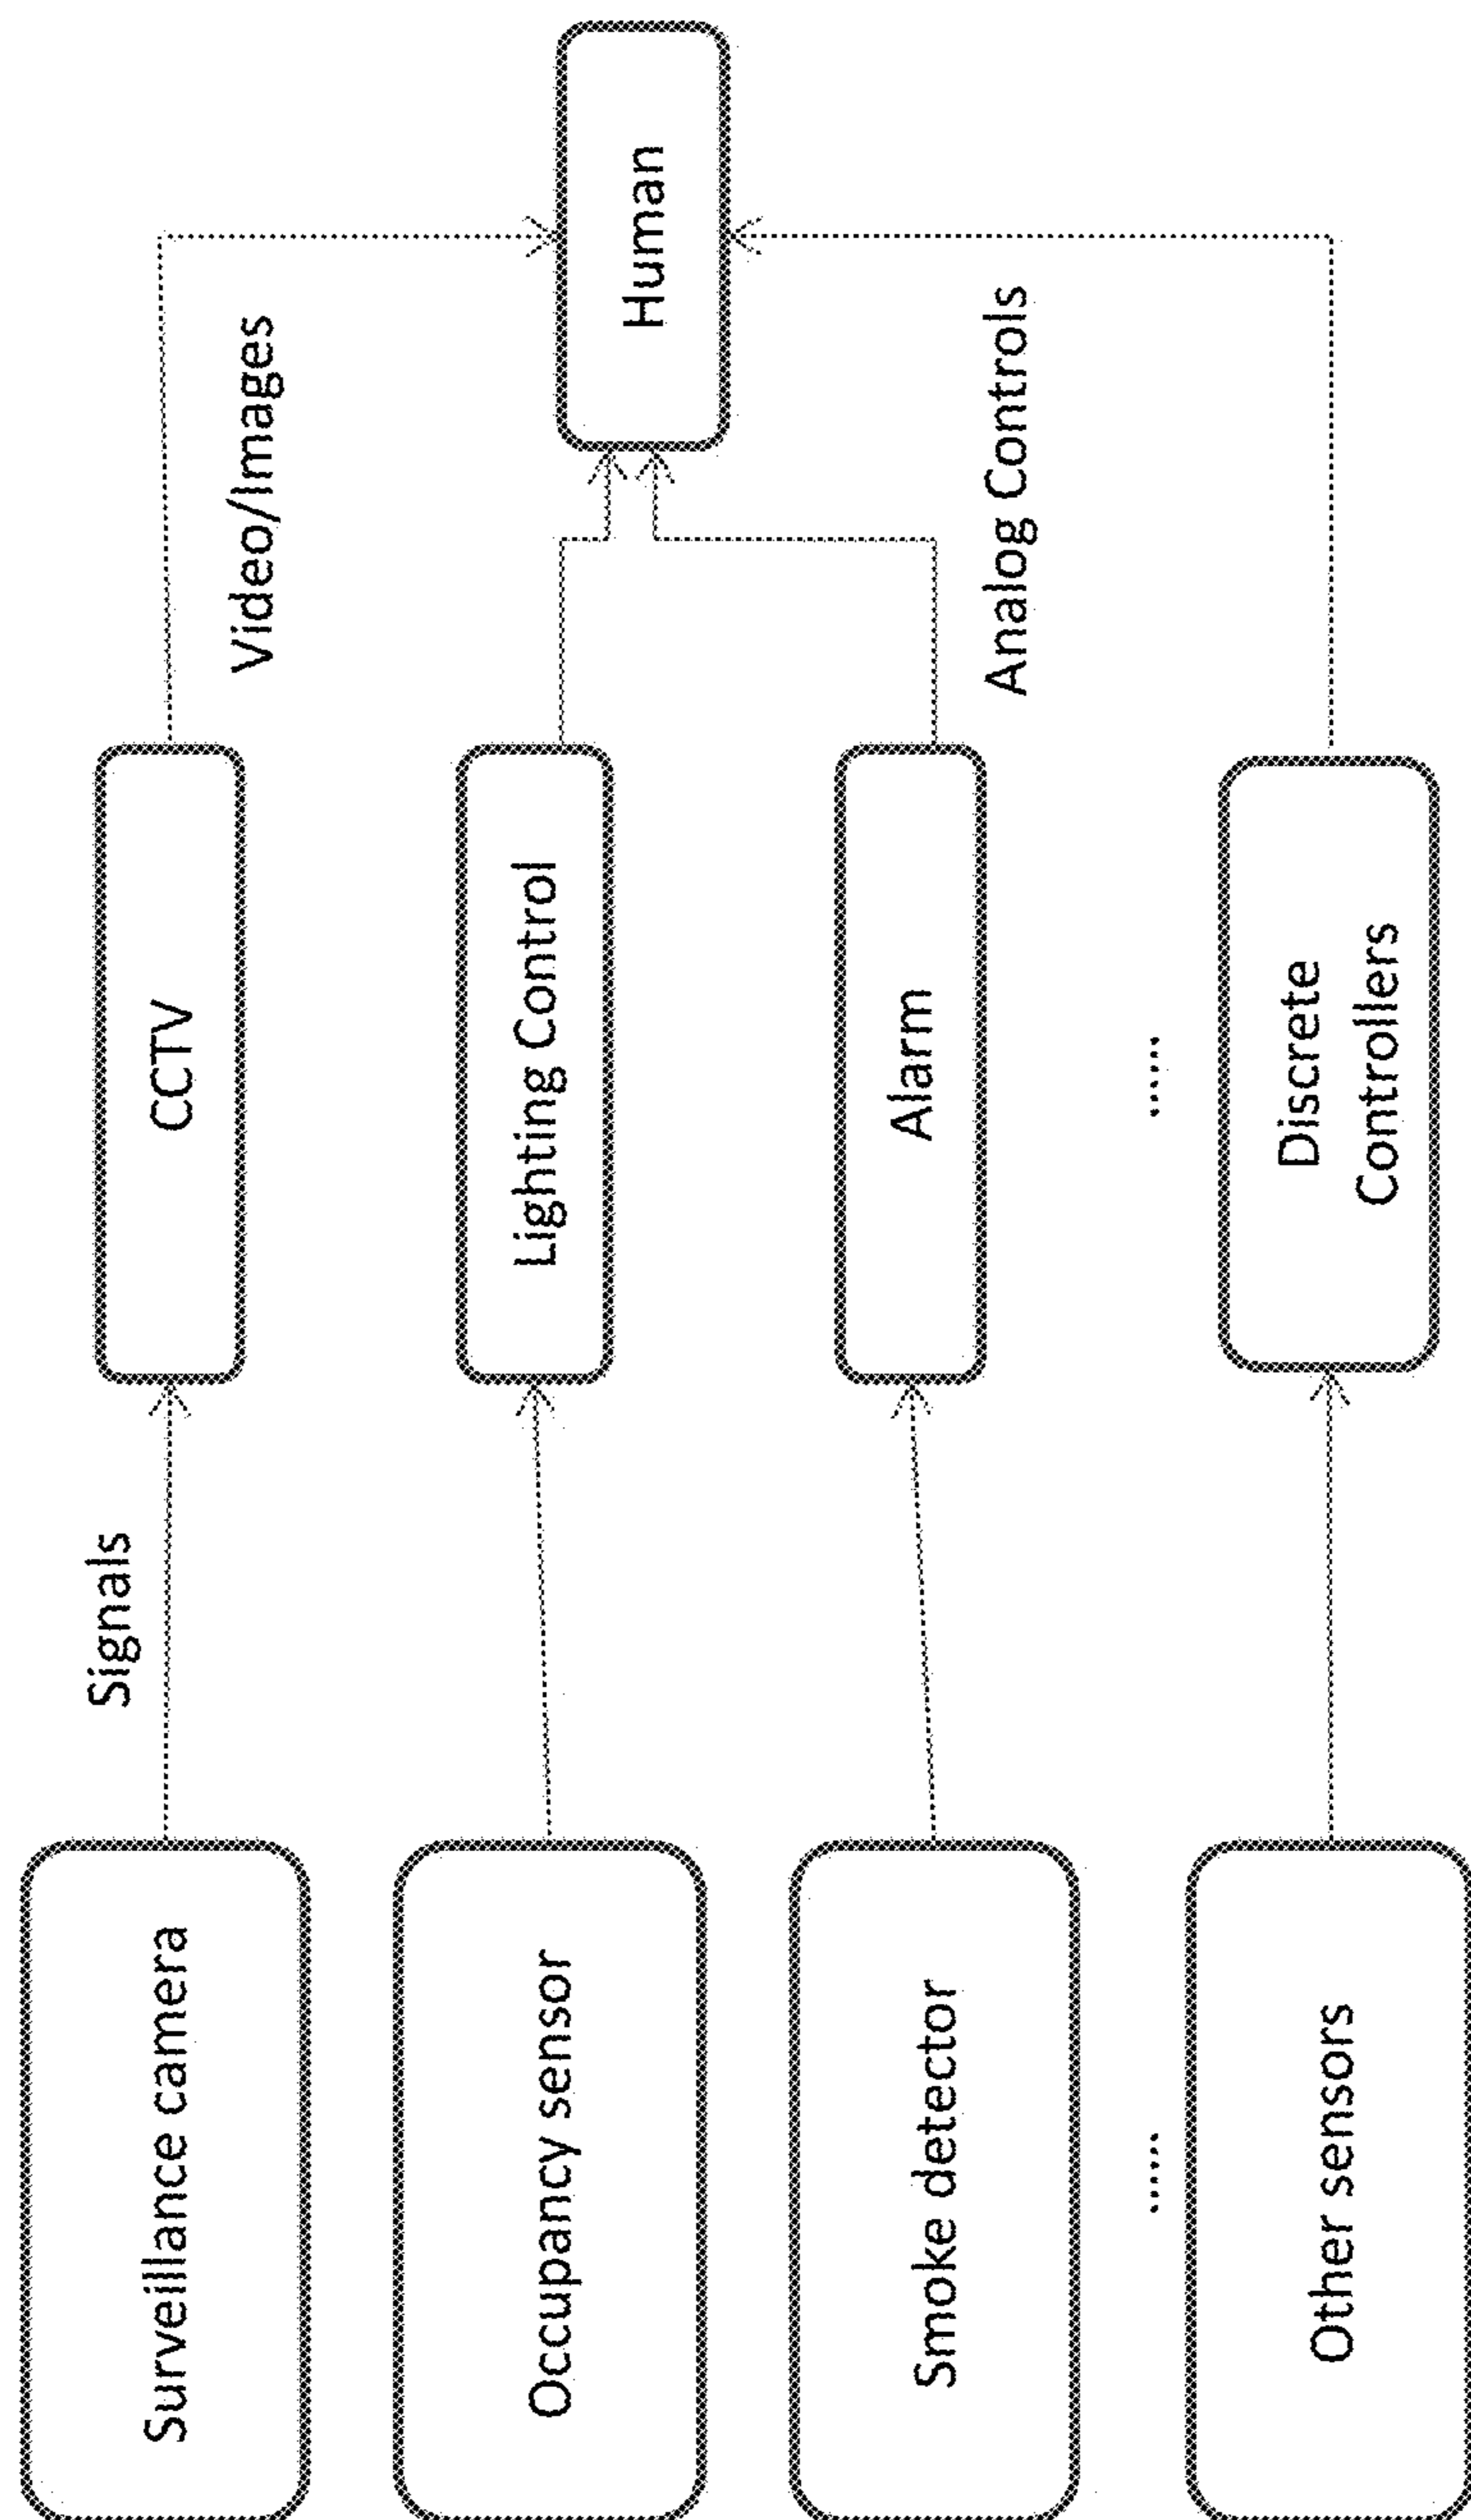 Surveillance camera
Signals
CCTV
Video/Images
Occupancy sensor
Lighting Control
Human
Smoke detector
Alarm
Analog Controls
......
.....
Other sensors
Discrete
Controllers